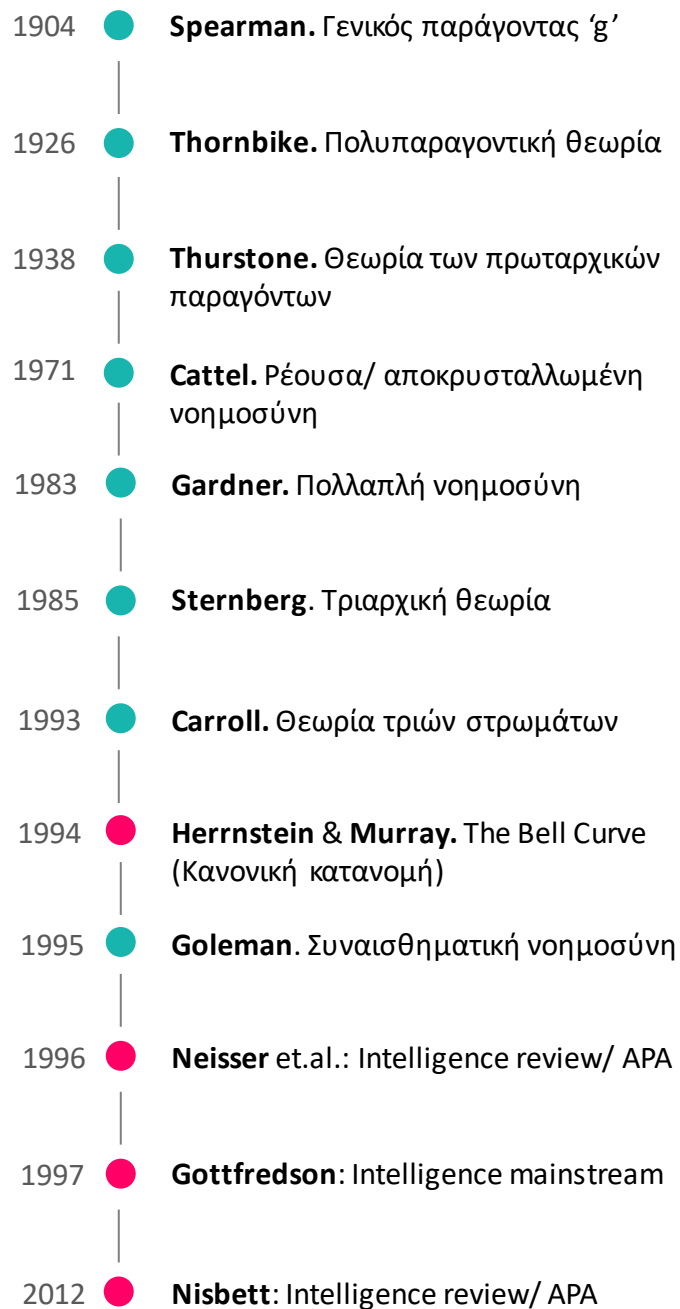 1904 Spearman. Γενικός παράγοντας ‘g’
1926 Thornbike. Πολυπαραγοντική θεωρία
1938 Thurstone. Θεωρία των πρωταρχικών
παραγόντων
1971 Cattel. Ρέουσα/ αποκρυσταλλωμένη
νοημοσύνη
1983 Gardner. Πολλαπλή νοημοσύνη
1985 Sternberg. Τριαρχική θεωρία
1993 Carroll. Θεωρία τριών στρωμάτων
1994 Herrnstein & Murray. The Bell Curve
(Κανονική κατανομή)
1995 Goleman. Συναισθηματική νοημοσύνη
1996 Neisser et.al.: Intelligence review/ APA
1997 Gottfredson: Intelligence mainstream
2012 Nisbett: Intelligence review/ APA